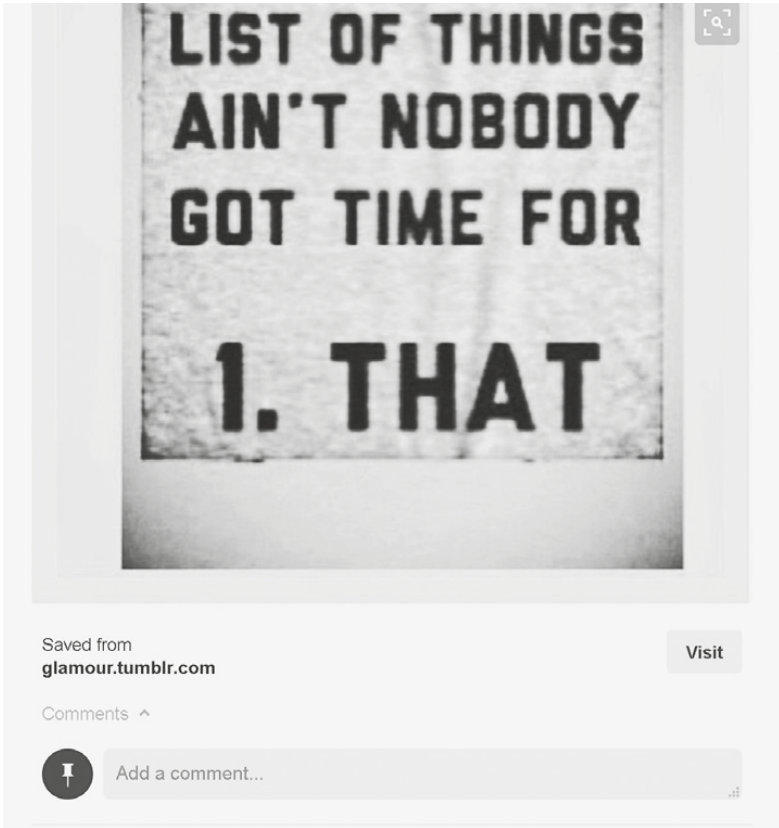 LIST OF THINGS
AIN'T NOBODY
GOT TIME FOR
1. THAT
Saved from
glamour.tumblr.com
Visit
Comments
Add a comment...